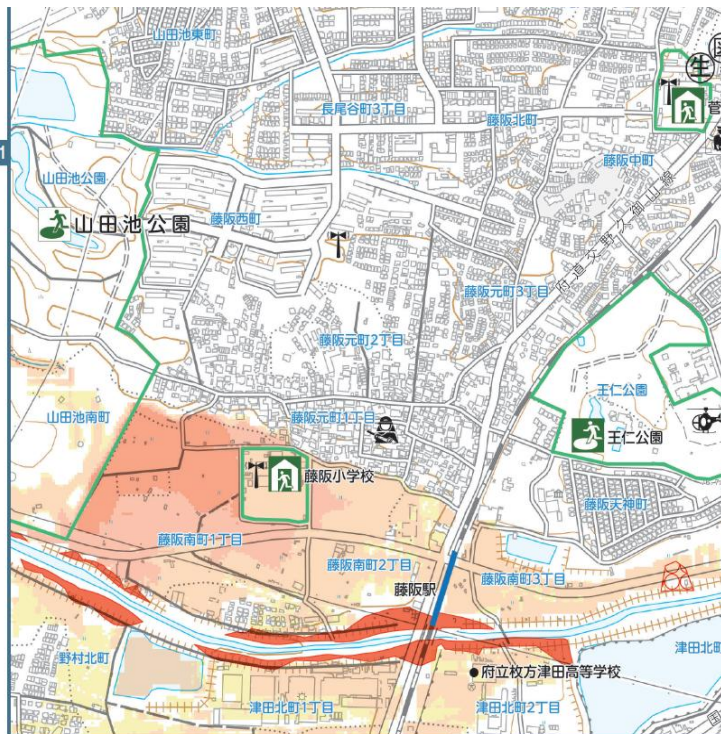 山田池東町
生
長尾谷町3丁目
藤阪北町
菅
1
藤阪中町
山田池公園
山田池公園
藤阪西町
府道交野久御山線
藤阪元町3丁目
藤阪元町2丁目
王仁公園
山田池南町
藤阪元町1丁目
王仁公園
藤阪小学校
藤阪天神町
藤阪南町1丁目
藤阪南町2丁目
藤阪南町3丁目
藤阪駅
野村北町
津田北町
府立枚方津田高等学校
津田北町1丁目
津田北町2丁目